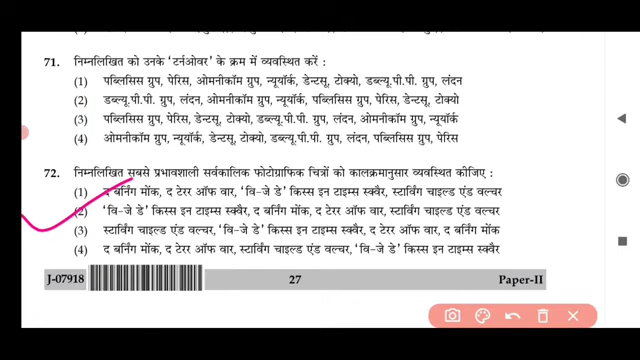 71. निम्नलिखित को उनके 'टर्नओवर' के क्रम में व्यवस्थित करें :
(1) पब्लिसिस ग्रुप, पेरिस, ओमनीकॉम ग्रुप, न्यूयॉर्क, डेन्टसू, टोक्यो, डब्ल्यू.पी.पी. ग्रुप, लंदन
(2) डब्ल्यू.पी.पी. ग्रुप, लंदन, ओमनीकॉम ग्रुप, न्यूयॉर्क, पब्लिसिस ग्रुप, पेरिस, डेन्टसू, टोक्यो
(3) पब्लिसिस ग्रुप, पेरिस, डेन्टसू, टोक्यो, डब्ल्यू.पी.पी. ग्रुप, लंदन, ओमनीकॉम ग्रुप, न्यूयॉर्क
(4) ओमनीकॉम ग्रुप, न्यूयॉर्क, डेन्टसू, टोक्यो, डब्ल्यू.पी.पी. ग्रुप, लंदन, पब्लिसिस ग्रुप, पेरिस
72. निम्नलिखित सबसे प्रभावशाली सर्वकालिक फोटोग्राफिक चित्रों को कालक्रमानुसार व्यवस्थित कीजिए :
(1) द बर्निंग मोंक, द टेरर ऑफ वार, 'वि-जे डे' किस्स इन टाइम्स स्क्वैर, स्टार्विंग चाइल्ड एंड वल्चर
(2) 'वि-जे डे' किस्स इन टाइम्स स्क्वैर, द बर्निंग मोंक, द टेरर ऑफ वार, स्टार्विंग चाइल्ड एंड वल्चर
(3) स्टार्विंग चाइल्ड एंड वल्चर, 'वि-जे डे' किस्स इन टाइम्स स्क्वैर, द टेरर ऑफ वार, द बर्निंग मोंक
(4) द बर्निंग मोंक, द टेरर ऑफ वार, स्टार्विंग चाइल्ड एंड वल्चर, 'वि-जे डे' किस्स इन टाइम्स स्क्वैर
J-07918 27 Paper-II